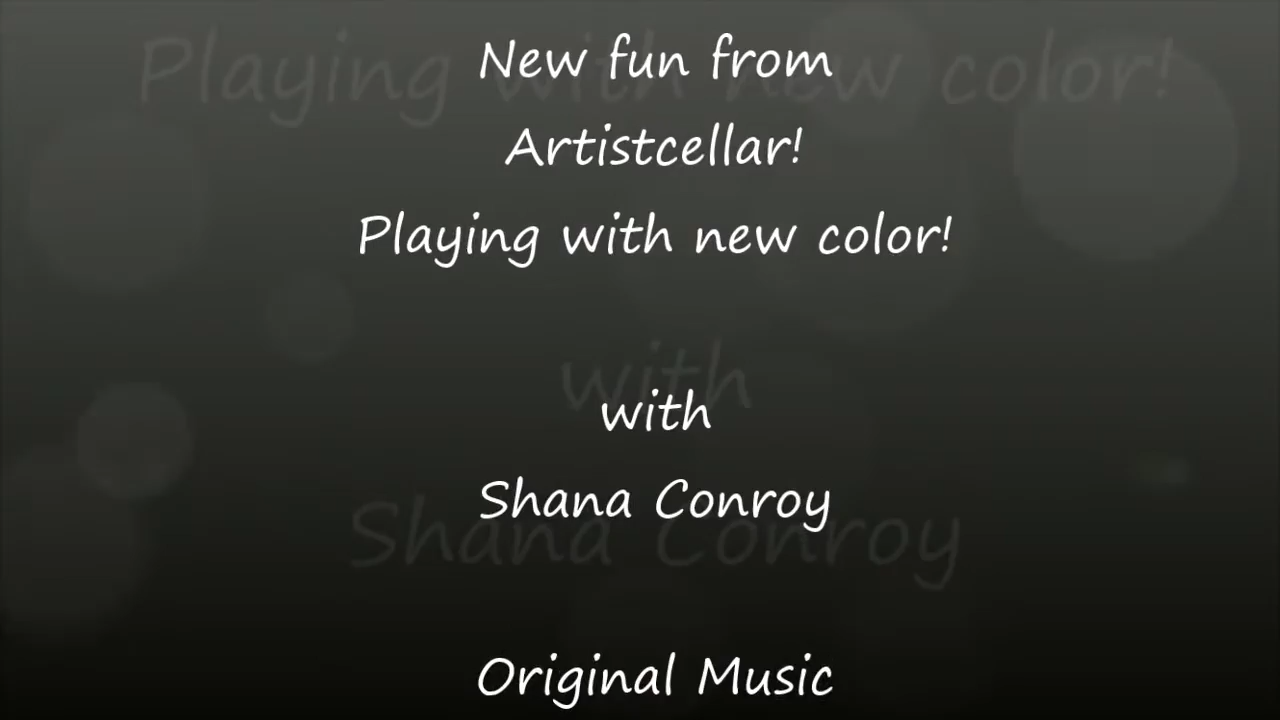 New fun from
Artistcellar!
Playing with new color!
with
Shana Conroy
Original Music